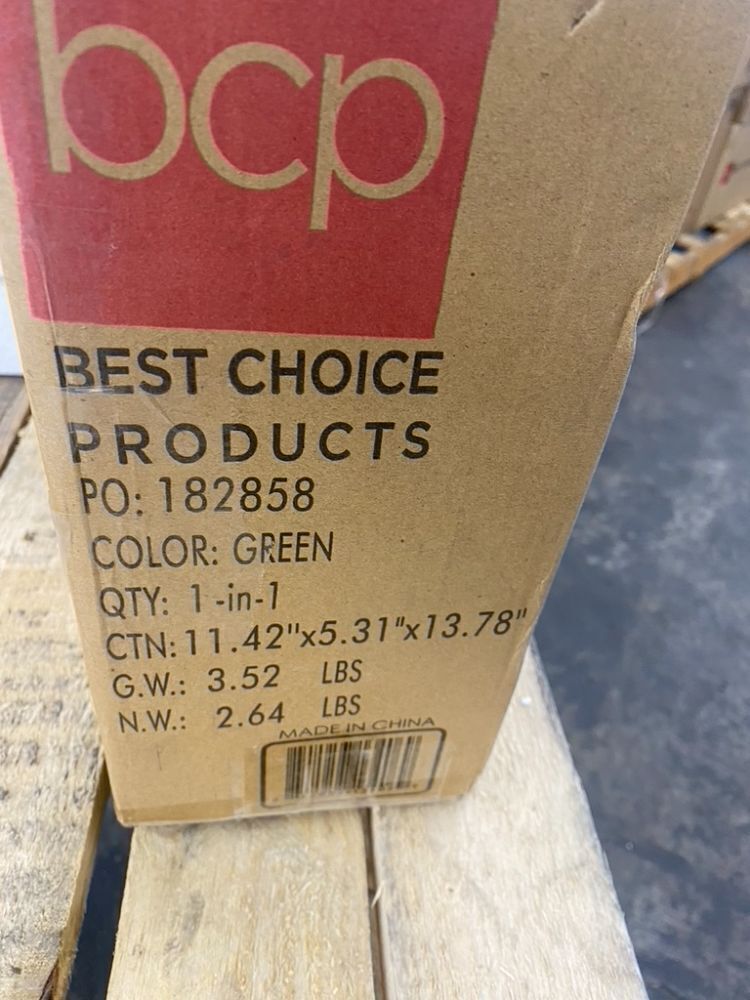 bcp
BEST CHOICE
PRODUCTS
PO: 182858
COLOR: GREEN
QTY: 1-in-1
CTN: 11.42"x5.31"x13.78"
G.W.: 3.52 LBS
N.W.: 2.64 LBS
MADE IN CHINA